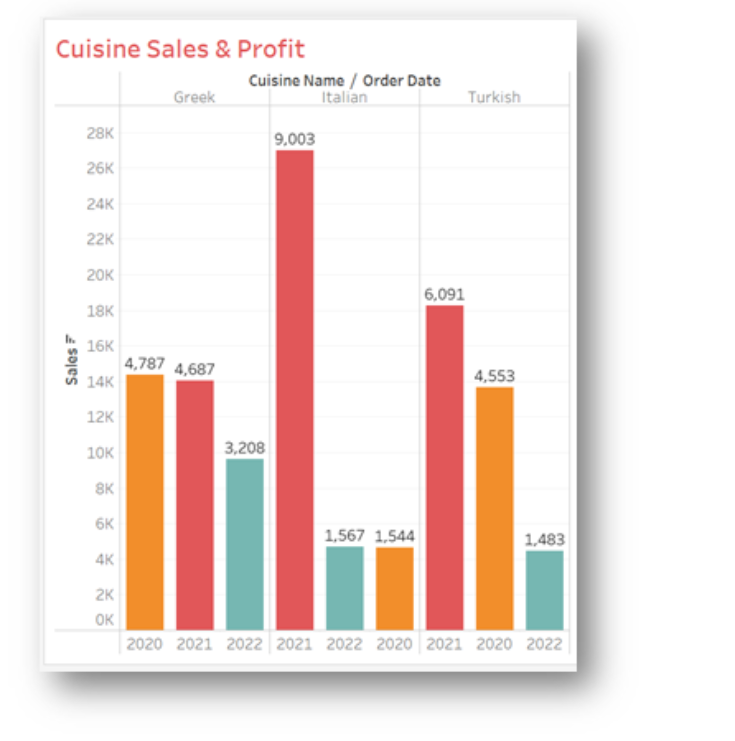 Cuisine Sales & Profit
Cuisine Name / Order Date
Greek Italian Turkish
Sales
28K
26K
24K
22K
20K
18K
16K
14K
12K
10K
8K
6K
4K
2K
0K
4,787 4,687 3,208 9,003 1,567 1,544 6,091 4,553 1,483
2020 2021 2022 2021 2022 2020 2021 2020 2022